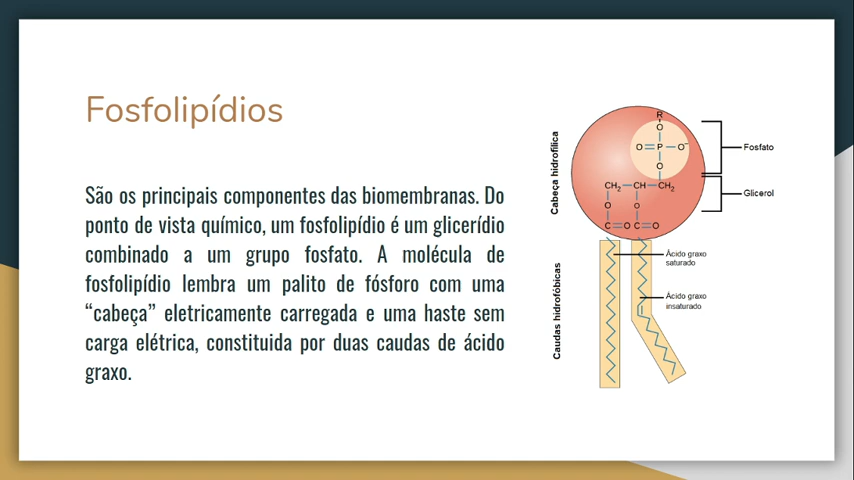 Fosfolipídios
São os principais componentes das biomembranas. Do
ponto de vista químico, um fosfolipídio é um glicerídio
combinado a um grupo fosfato. A molécula de
fosfolipídio lembra um palito de fósforo com uma
“cabeça” eletricamente carregada e uma haste sem
carga elétrica, constituida por duas caudas de ácido
graxo.
Cabeça hidrofílica
R
O
O=P-O⁻
O
CH₂-CH-CH₂
O O
C=O C=O
Fosfato
Glicerol
Caudas hidrofóbicas
Ácido graxo
saturado
Ácido graxo
insaturado